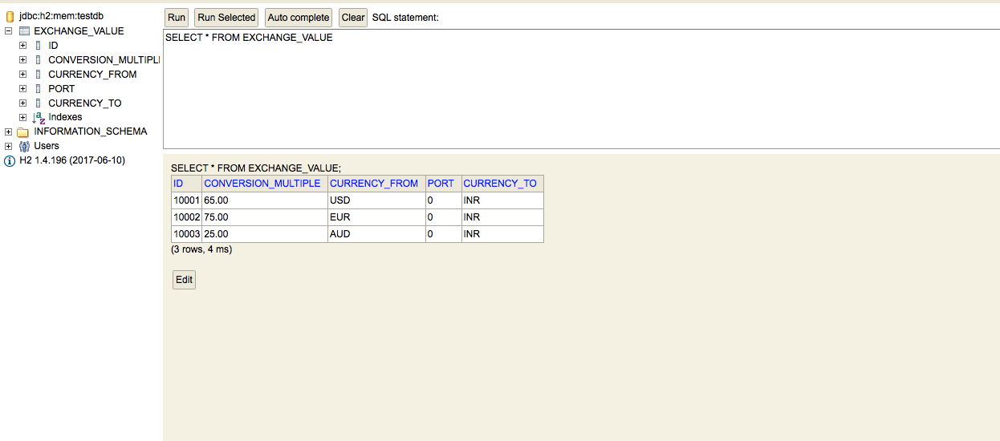 jdbc:h2:mem:testdb
EXCHANGE_VALUE
ID
CONVERSION_MULTIPL
CURRENCY_FROM
PORT
CURRENCY_TO
Indexes
INFORMATION_SCHEMA
Users
H2 1.4.196 (2017-06-10)
Run Run Selected Auto complete Clear SQL statement:
SELECT * FROM EXCHANGE_VALUE
SELECT * FROM EXCHANGE_VALUE;
ID CONVERSION_MULTIPLE CURRENCY_FROM PORT CURRENCY_TO
10001 65.00 USD 0 INR
10002 75.00 EUR 0 INR
10003 25.00 AUD 0 INR
(3 rows, 4 ms)
Edit